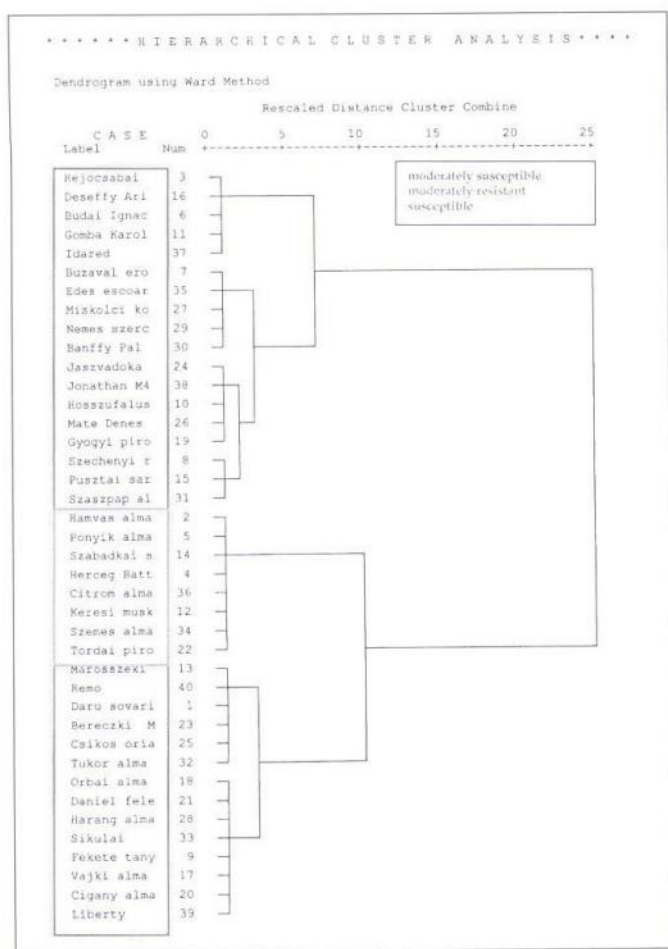 * * * * * * H I E R A R C H I C A L   C L U S T E R   A N A L Y S I S * * * *
Dendrogram using Ward Method
Rescaled Distance Cluster Combine
C A S E 0 5 10 15 20 25
Label Num
moderately susceptible
moderately resistant
susceptible
Hejocsabai 3
Deseffy Ari 16
Budai Ignac 6
Gomba Karol 11
Idared 37
Buzaval ero 7
Edes escoar 35
Miskolci ko 27
Nemes szerc 29
Banffy Pal 30
Jaszvadoka 24
Jonathan M4 38
Hosszufalus 10
Mate Denes 26
Gyogyi piro 19
Szechenyi r 8
Pusztai sar 15
Szaszpap al 31
Hamvas alma 2
Ponyik alma 5
Szabadkai s 14
Herceg Batt 4
Citrom alma 36
Keresi musk 12
Szemes alma 34
Tordai piro 22
Marosszeki 13
Remo 40
Daru sovari 1
Bereczki M 23
Csikos oria 25
Tukor alma 32
Orbai alma 18
Daniel fele 21
Harang alma 28
Sikulai 33
Fekete tany 9
Vajki alma 17
Cigany alma 20
Liberty 39